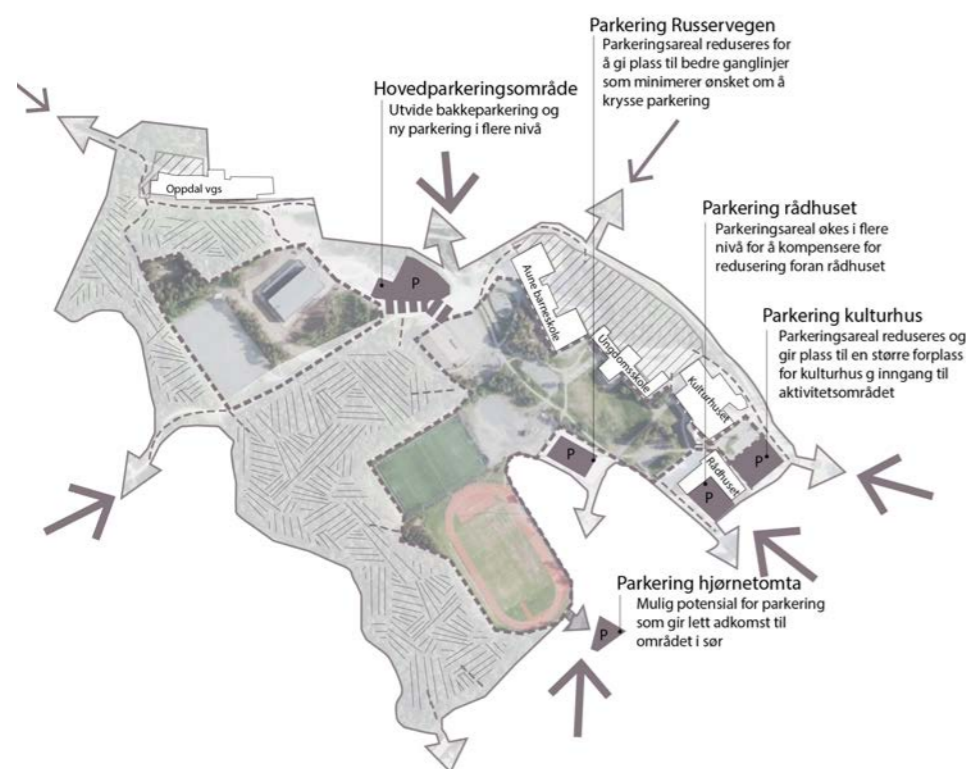 Parkering Russervegen
Parkeringsareal reduseres for
å gi plass til bedre ganglinjer
som minimerer ønsket om å
krysse parkering
Hovedparkeringsområde
Utvide bakkeparkering og
ny parkering i flere nivå
Oppdal vgs
Parkering rådhuset
Parkeringsareal økes i flere
nivå for å kompensere for
redusering foran rådhuset
P
Aune barneskole
Ungdomsskole
Kulturhuset
Parkering kulturhus
Parkeringsareal reduseres og
gir plass til en større forplass
for kulturhus g inngang til
aktivitetsområdet
P
P
Rådhuset
P
Parkering hjørnetomta
Mulig potensial for parkering
som gir lett adkomst til
området i sør
P